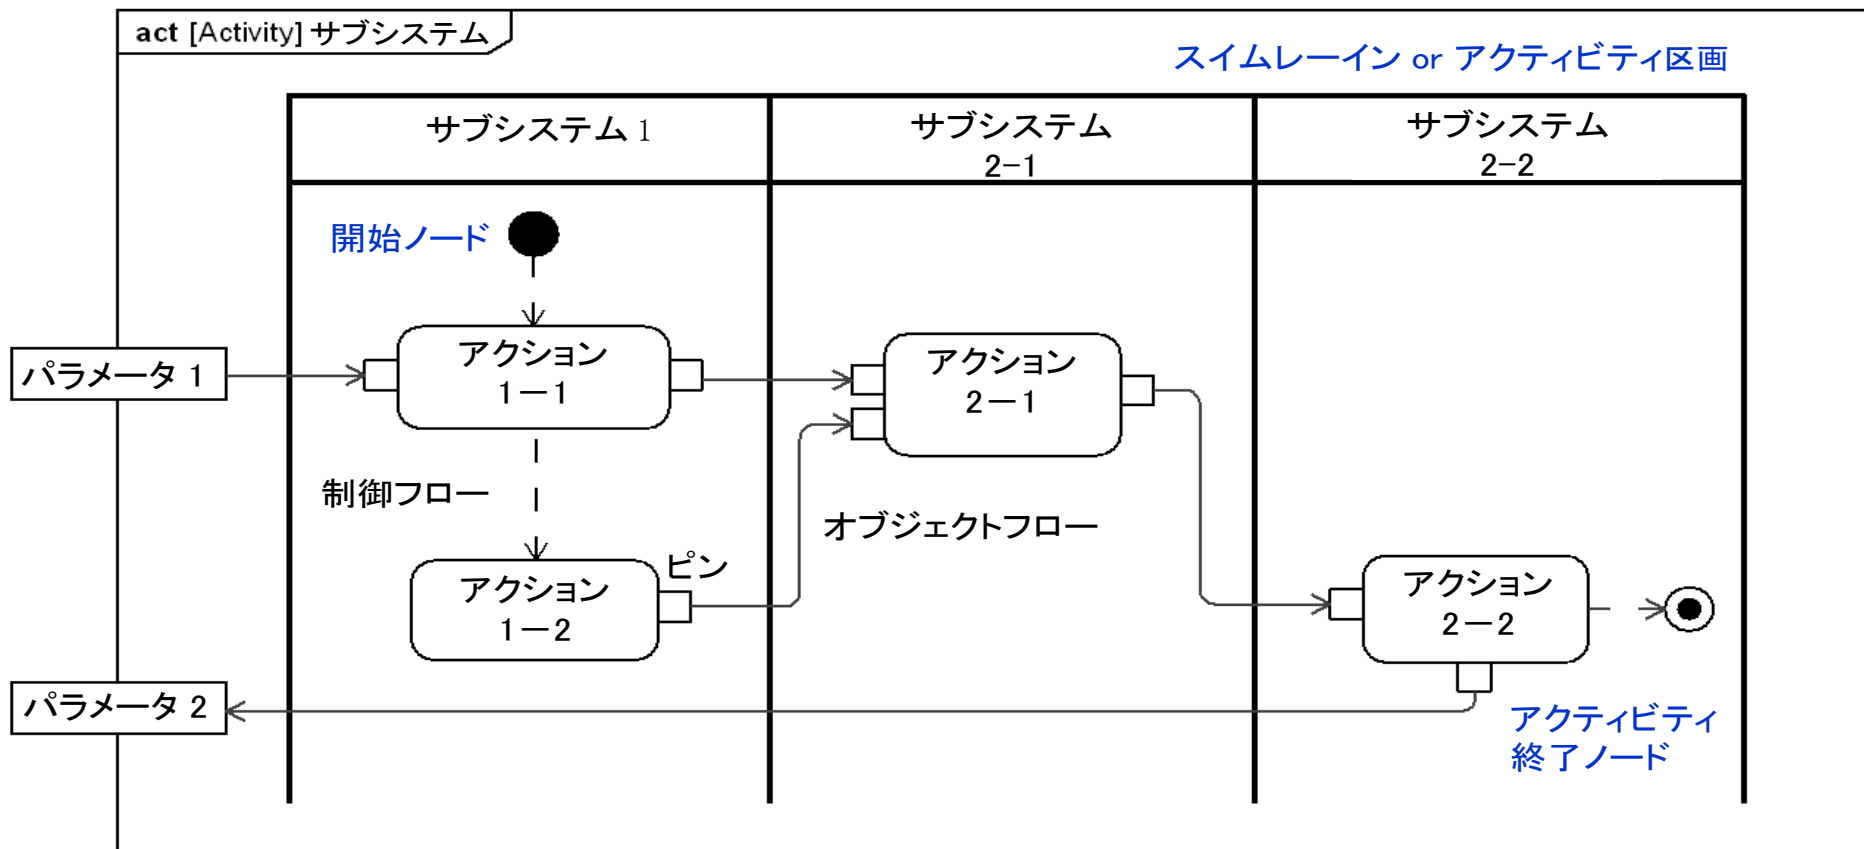 act [Activity] サブシステム
スイムレーイン or アクティビティ区画
サブシステム 1
サブシステム
2-1
サブシステム
2-2
開始ノード
パラメータ 1
アクション
1－1
アクション
2－1
制御フロー
オブジェクトフロー
ピン
アクション
1－2
アクション
2－2
パラメータ 2
アクティビティ
終了ノード